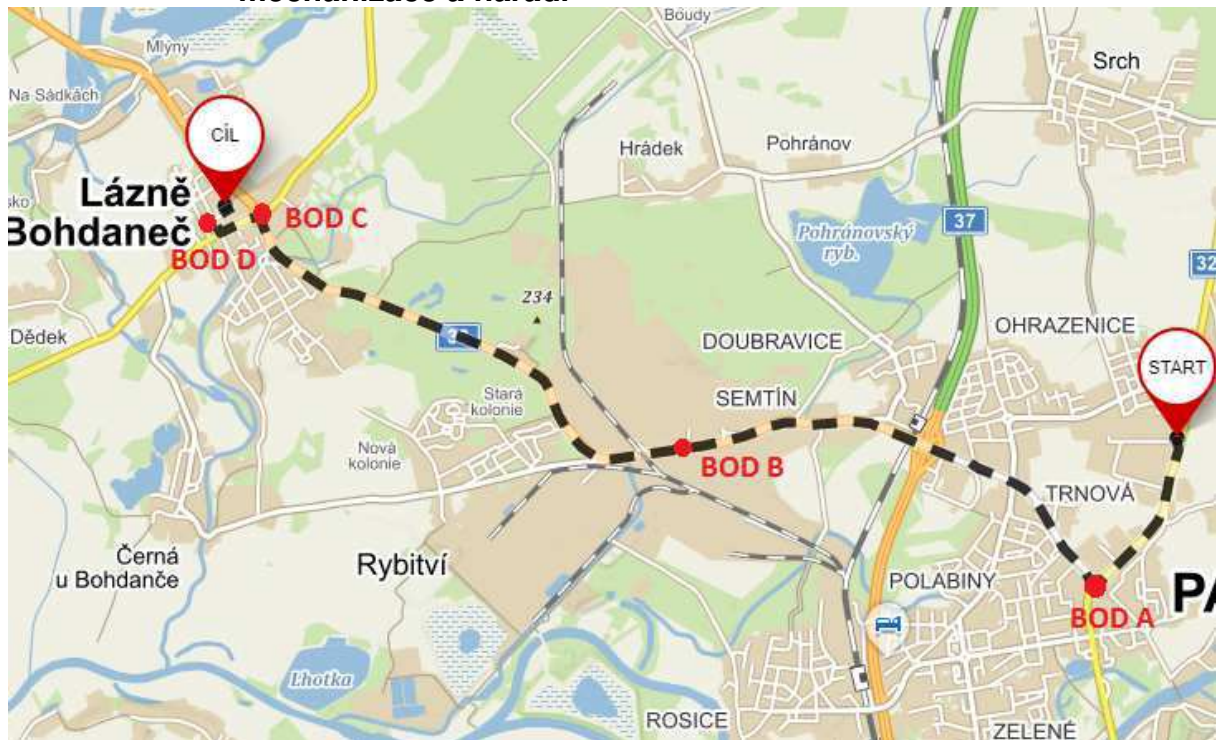 Boudy
Mlýny
Srch
Na Sádkách
CÍL
Hrádek
Pohránov
Lázně
Bohdaneč
BOD C
37
Pohránovský
ryb.
BOD D
32
234
Dědek
DOUBRAVICE
OHRAZENICE
START
SEMTÍN
Stará
kolonie
Nová
kolonie
BOD B
TRNOVÁ
Černá
u Bohdanče
Rybitví
POLABINY
BOD A
Lhotka
ROSICE
ZELENÉ